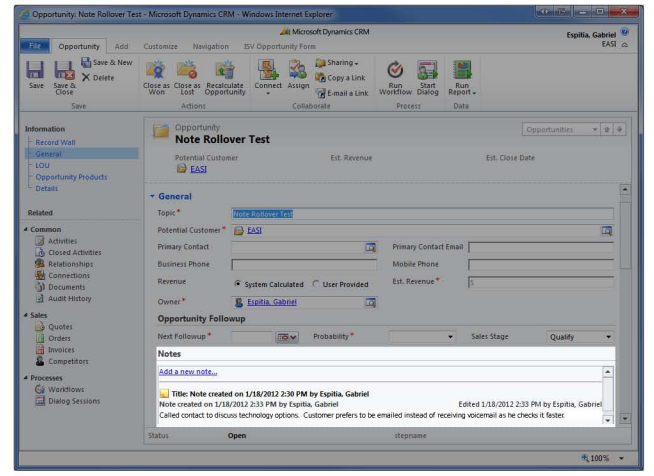 Opportunity: Note Rollover Test - Microsoft Dynamics CRM - Windows Internet Explorer
Microsoft Dynamics CRM
Espitia, Gabriel
EASI
File Opportunity Add Customize Navigation ISV Opportunity Form
Save
Save & Close
Save & New
Delete
Save
Close as Won
Close as Lost
Recalculate Opportunity
Actions
Connect
Assign
Sharing
Copy a Link
E-mail a Link
Collaborate
Run Workflow
Start Dialog
Process
Run Report
Data
Information
Record Wall
General
LOU
Opportunity Products
Details
Related
Common
Activities
Closed Activities
Relationships
Connections
Documents
Audit History
Sales
Quotes
Orders
Invoices
Competitors
Processes
Workflows
Dialog Sessions
Opportunity
Note Rollover Test
Opportunities
Potential Customer Est. Revenue Est. Close Date
EASI
General
Topic * Note Rollover Test
Potential Customer * EASI
Primary Contact Primary Contact Email
Business Phone Mobile Phone
Revenue System Calculated User Provided Est. Revenue * $
Owner * Espitia, Gabriel
Opportunity Followup
Next Followup * Probability * Sales Stage Qualify
Notes
Add a new note...
Title: Note created on 1/18/2012 2:30 PM by Espitia, Gabriel
Note created on 1/18/2012 2:33 PM by Espitia, Gabriel Edited 1/18/2012 2:33 PM by Espitia, Gabriel
Called contact to discuss technology options. Customer prefers to be emailed instead of receiving voicemail as he checks it faster.
Status Open stepname
100%